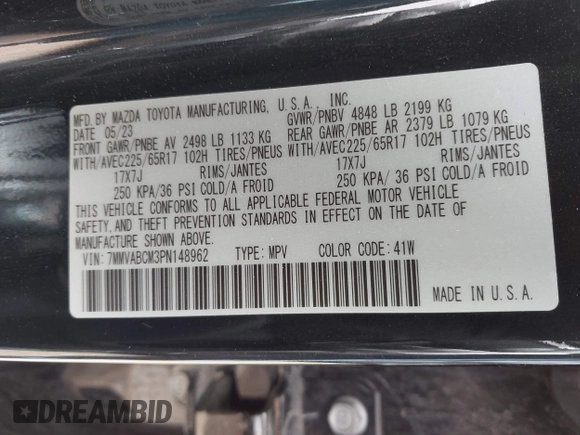 MFD. BY MAZDA TOYOTA MANUFACTURING, U.S.A., INC.
DATE 05/23 GVWR/PNBV 4848 LB 2199 KG
FRONT GAWR/PNBE AV 2498 LB 1133 KG REAR GAWR/PNBE AR 2379 LB 1079 KG
WITH/AVEC225/65R17 102H TIRES/PNEUS WITH/AVEC225/65R17 102H TIRES/PNEUS
17X7J RIMS/JANTES 17X7J RIMS/JANTES
250 KPA/ 36 PSI COLD/A FROID 250 KPA/ 36 PSI COLD/A FROID
THIS VEHICLE CONFORMS TO ALL APPLICABLE FEDERAL MOTOR VEHICLE
SAFETY, AND THEFT PREVENTION STANDARDS IN EFFECT ON THE DATE OF
MANUFACTURE SHOWN ABOVE.
VIN: 7MMVABCM3PN148962 TYPE: MPV COLOR CODE: 41W
MADE IN U.S.A.
DREAMBID